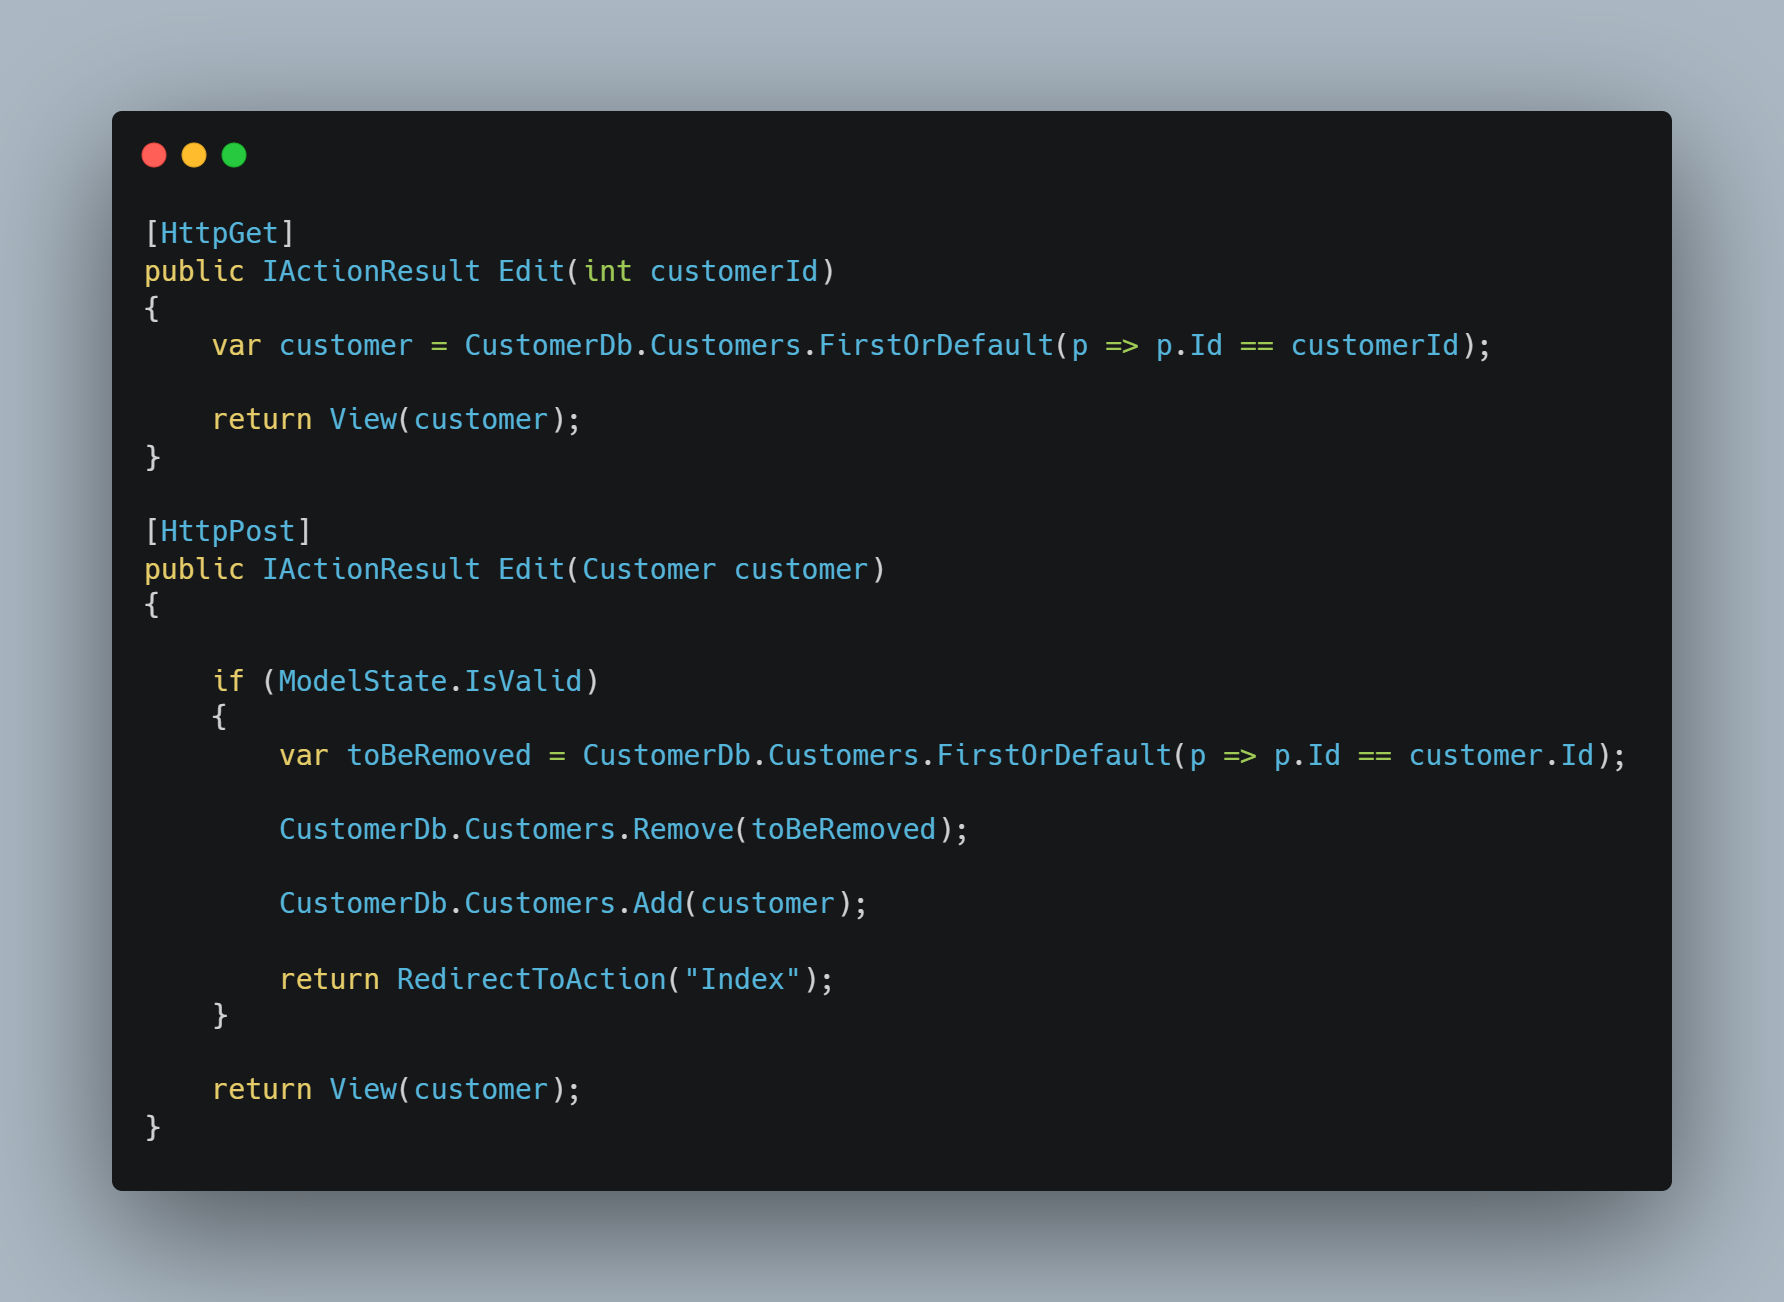 [HttpGet]
public IActionResult Edit(int customerId)
{
    var customer = CustomerDb.Customers.FirstOrDefault(p => p.Id == customerId);

    return View(customer);
}

[HttpPost]
public IActionResult Edit(Customer customer)
{

    if (ModelState.IsValid)
    {
        var toBeRemoved = CustomerDb.Customers.FirstOrDefault(p => p.Id == customer.Id);

        CustomerDb.Customers.Remove(toBeRemoved);

        CustomerDb.Customers.Add(customer);

        return RedirectToAction("Index");
    }

    return View(customer);
}